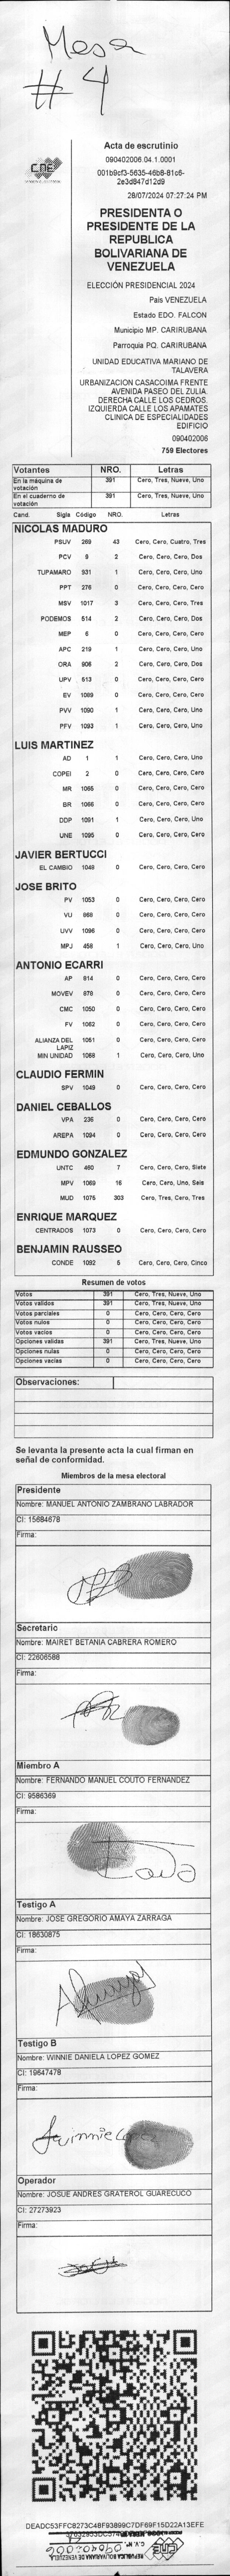 Mesa
# 4
CNE
Acta de escrutinio
090402006.04.1.0001
001b9cf3-5635-46b8-81c6-
2e3d847d12d9
28/07/2024 07:27:24 PM
PRESIDENTA O
PRESIDENTE DE LA
REPUBLICA
BOLIVARIANA DE
VENEZUELA
ELECCIÓN PRESIDENCIAL 2024
Pais VENEZUELA
Estado EDO. FALCON
Municipio MP. CARIRUBANA
Parroquia PQ. CARIRUBANA
UNIDAD EDUCATIVA MARIANO DE
TALAVERA
URBANIZACION CASACOIMA FRENTE
AVENIDA PASEO DEL ZULIA.
DERECHA CALLE LOS CEDROS.
IZQUIERDA CALLE LOS APAMATES
CLINICA DE ESPECIALIDADES
EDIFICIO
090402006
759 Electores
Votantes NRO. Letras
En la máquina de votación 391 Cero, Tres, Nueve, Uno
En el cuaderno de votación 391 Cero, Tres, Nueve, Uno
Cand. Sigla Código NRO. Letras
NICOLAS MADURO
PSUV 269 43 Cero, Cero, Cuatro, Tres
PCV 9 2 Cero, Cero, Cero, Dos
TUPAMARO 931 1 Cero, Cero, Cero, Uno
PPT 276 0 Cero, Cero, Cero, Cero
MSV 1017 3 Cero, Cero, Cero, Tres
PODEMOS 514 2 Cero, Cero, Cero, Dos
MEP 6 0 Cero, Cero, Cero, Cero
APC 219 1 Cero, Cero, Cero, Uno
ORA 906 2 Cero, Cero, Cero, Dos
UPV 513 0 Cero, Cero, Cero, Cero
EV 1089 0 Cero, Cero, Cero, Cero
PVV 1090 1 Cero, Cero, Cero, Uno
PFV 1093 1 Cero, Cero, Cero, Uno
LUIS MARTINEZ
AD 1 1 Cero, Cero, Cero, Uno
COPEI 2 0 Cero, Cero, Cero, Cero
MR 1065 0 Cero, Cero, Cero, Cero
BR 1066 0 Cero, Cero, Cero, Cero
DDP 1091 1 Cero, Cero, Cero, Uno
UNE 1095 0 Cero, Cero, Cero, Cero
JAVIER BERTUCCI
EL CAMBIO 1048 0 Cero, Cero, Cero, Cero
JOSE BRITO
PV 1053 0 Cero, Cero, Cero, Cero
VU 868 0 Cero, Cero, Cero, Cero
UVV 1096 0 Cero, Cero, Cero, Cero
MPJ 458 1 Cero, Cero, Cero, Uno
ANTONIO ECARRI
AP 814 0 Cero, Cero, Cero, Cero
MOVEV 879 0 Cero, Cero, Cero, Cero
CMC 1050 0 Cero, Cero, Cero, Cero
FV 1062 0 Cero, Cero, Cero, Cero
ALIANZA DEL LAPIZ 1051 0 Cero, Cero, Cero, Cero
MIN UNIDAD 1068 1 Cero, Cero, Cero, Uno
CLAUDIO FERMIN
SPV 1049 0 Cero, Cero, Cero, Cero
DANIEL CEBALLOS
VPA 236 0 Cero, Cero, Cero, Cero
AREPA 1094 0 Cero, Cero, Cero, Cero
EDMUNDO GONZALEZ
UNTC 460 7 Cero, Cero, Cero, Siete
MPV 1069 16 Cero, Cero, Uno, Seis
MUD 1075 303 Cero, Tres, Cero, Tres
ENRIQUE MARQUEZ
CENTRADOS 1073 0 Cero, Cero, Cero, Cero
BENJAMIN RAUSSEO
CONDE 1092 5 Cero, Cero, Cero, Cinco
Resumen de votos
Votos 391 Cero, Tres, Nueve, Uno
Votos validos 391 Cero, Tres, Nueve, Uno
Votos parciales 0 Cero, Cero, Cero, Cero
Votos nulos 0 Cero, Cero, Cero, Cero
Votos vacios 0 Cero, Cero, Cero, Cero
Opciones validas 391 Cero, Tres, Nueve, Uno
Opciones nulas 0 Cero, Cero, Cero, Cero
Opciones vacias 0 Cero, Cero, Cero, Cero
Observaciones:
Se levanta la presente acta la cual firman en
señal de conformidad.
Miembros de la mesa electoral
Presidente
Nombre: MANUEL ANTONIO ZAMBRANO LABRADOR
CI: 15684678
Firma:
Secretario
Nombre: MAIRET BETANIA CABRERA ROMERO
CI: 22606588
Firma:
Miembro A
Nombre: FERNANDO MANUEL COUTO FERNANDEZ
CI: 9586369
Firma:
Testigo A
Nombre: JOSE GREGORIO AMAYA ZARRAGA
CI: 18630875
Firma:
Testigo B
Nombre: WINNIE DANIELA LOPEZ GOMEZ
CI: 19647478
Firma:
Operador
Nombre: JOSUE ANDRES GRATEROL GUARECUCO
CI: 27273923
Firma:
DEADC53FFC8273C48F93899C7DF69F15D22A13EFE
C.V. N°. 090402006
REPÚBLICA BOLIVARIANA DE VENEZUELA
CNE